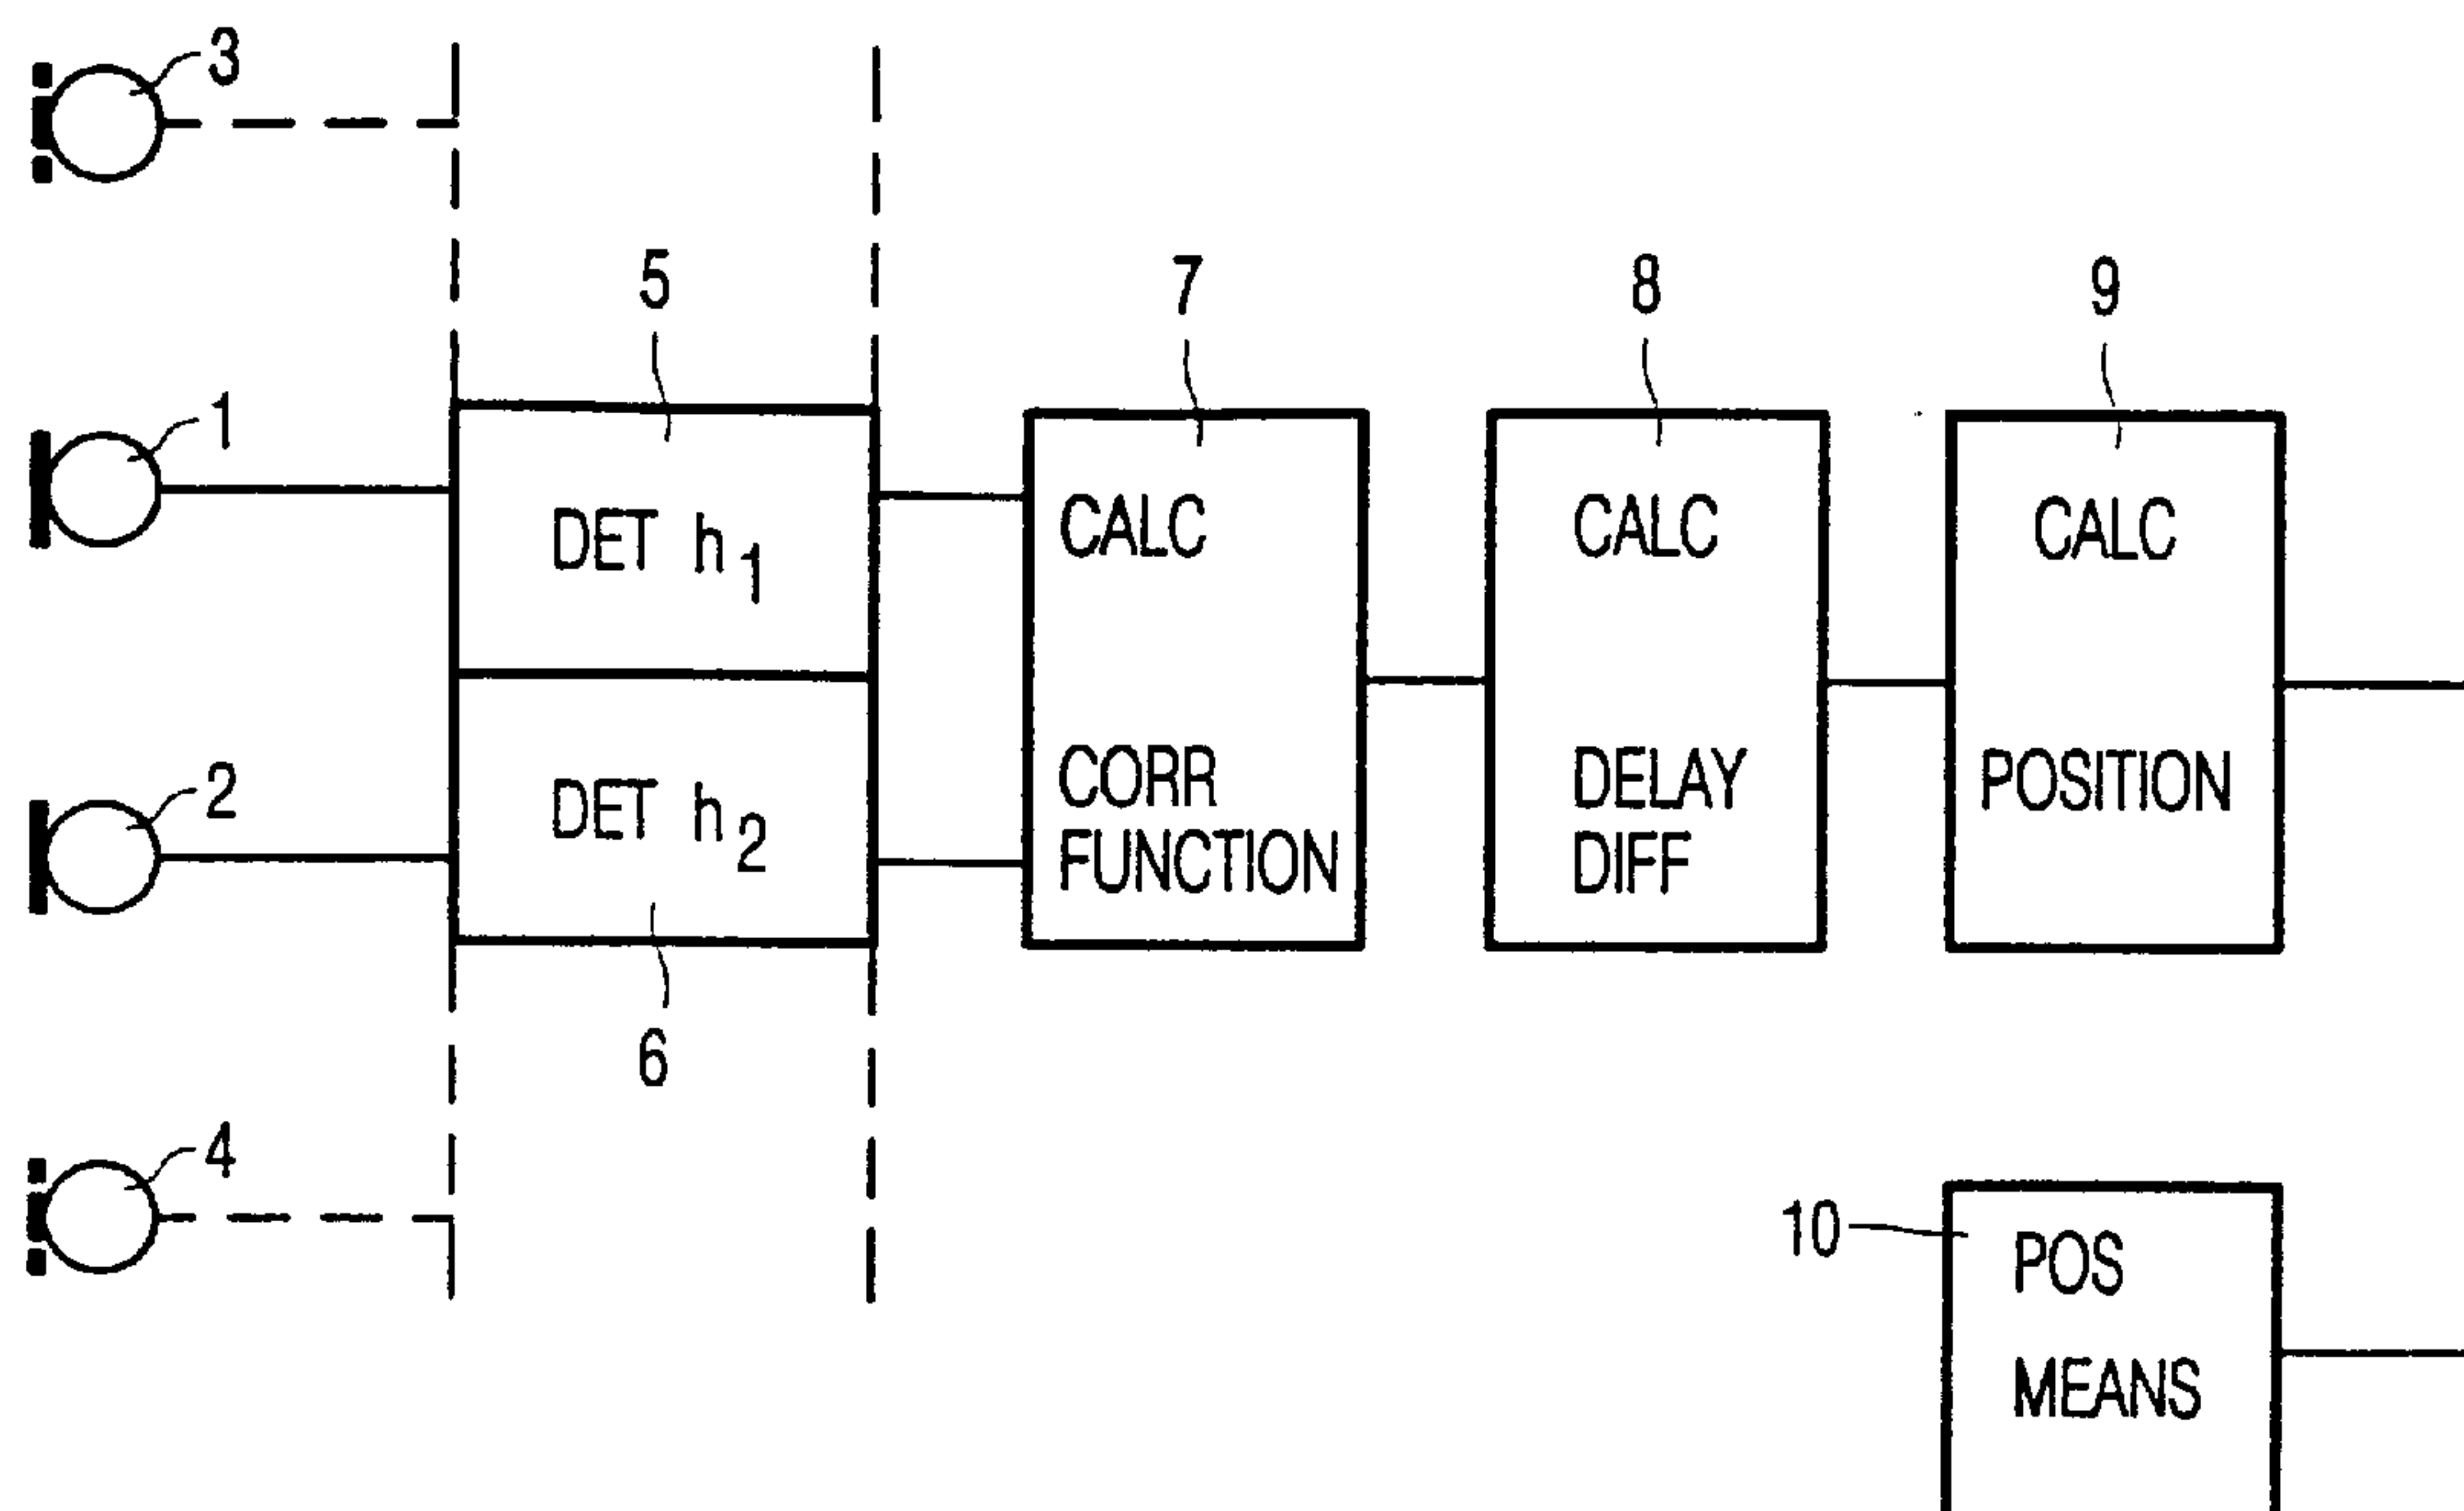 3
5
7
8
9
1
DET h1
CALC
CORR
FUNCTION
CALC
DELAY
DIFF
CALC
POSITION
2
DET h2
6
4
10
POS
MEANS